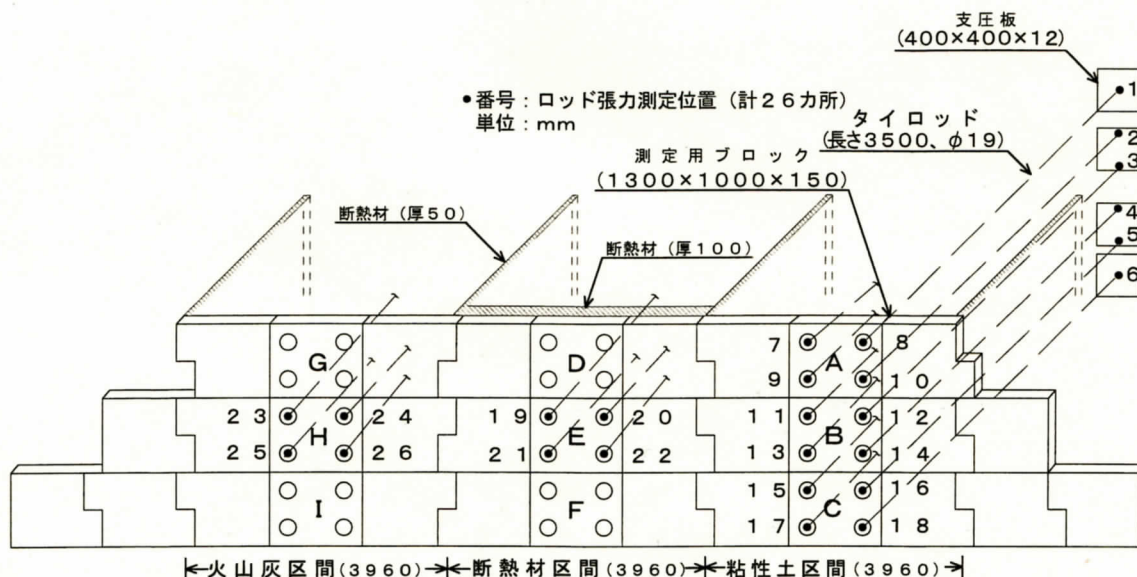 支圧板
(400×400×12)
●番号：ロッド張力測定位置（計２６カ所）
単位：mm
タイロッド
(長さ3500、φ19)
測定用ブロック
(1300×1000×150)
断熱材（厚50）
断熱材（厚100）
1
2
3
4
5
6
G
D
7 A 8
9 10
23 24 19 20 11 12
H E B
25 26 21 22 13 14
15 16
I F C
17 18
火山灰区間(3960) 断熱材区間(3960) 粘性土区間(3960)